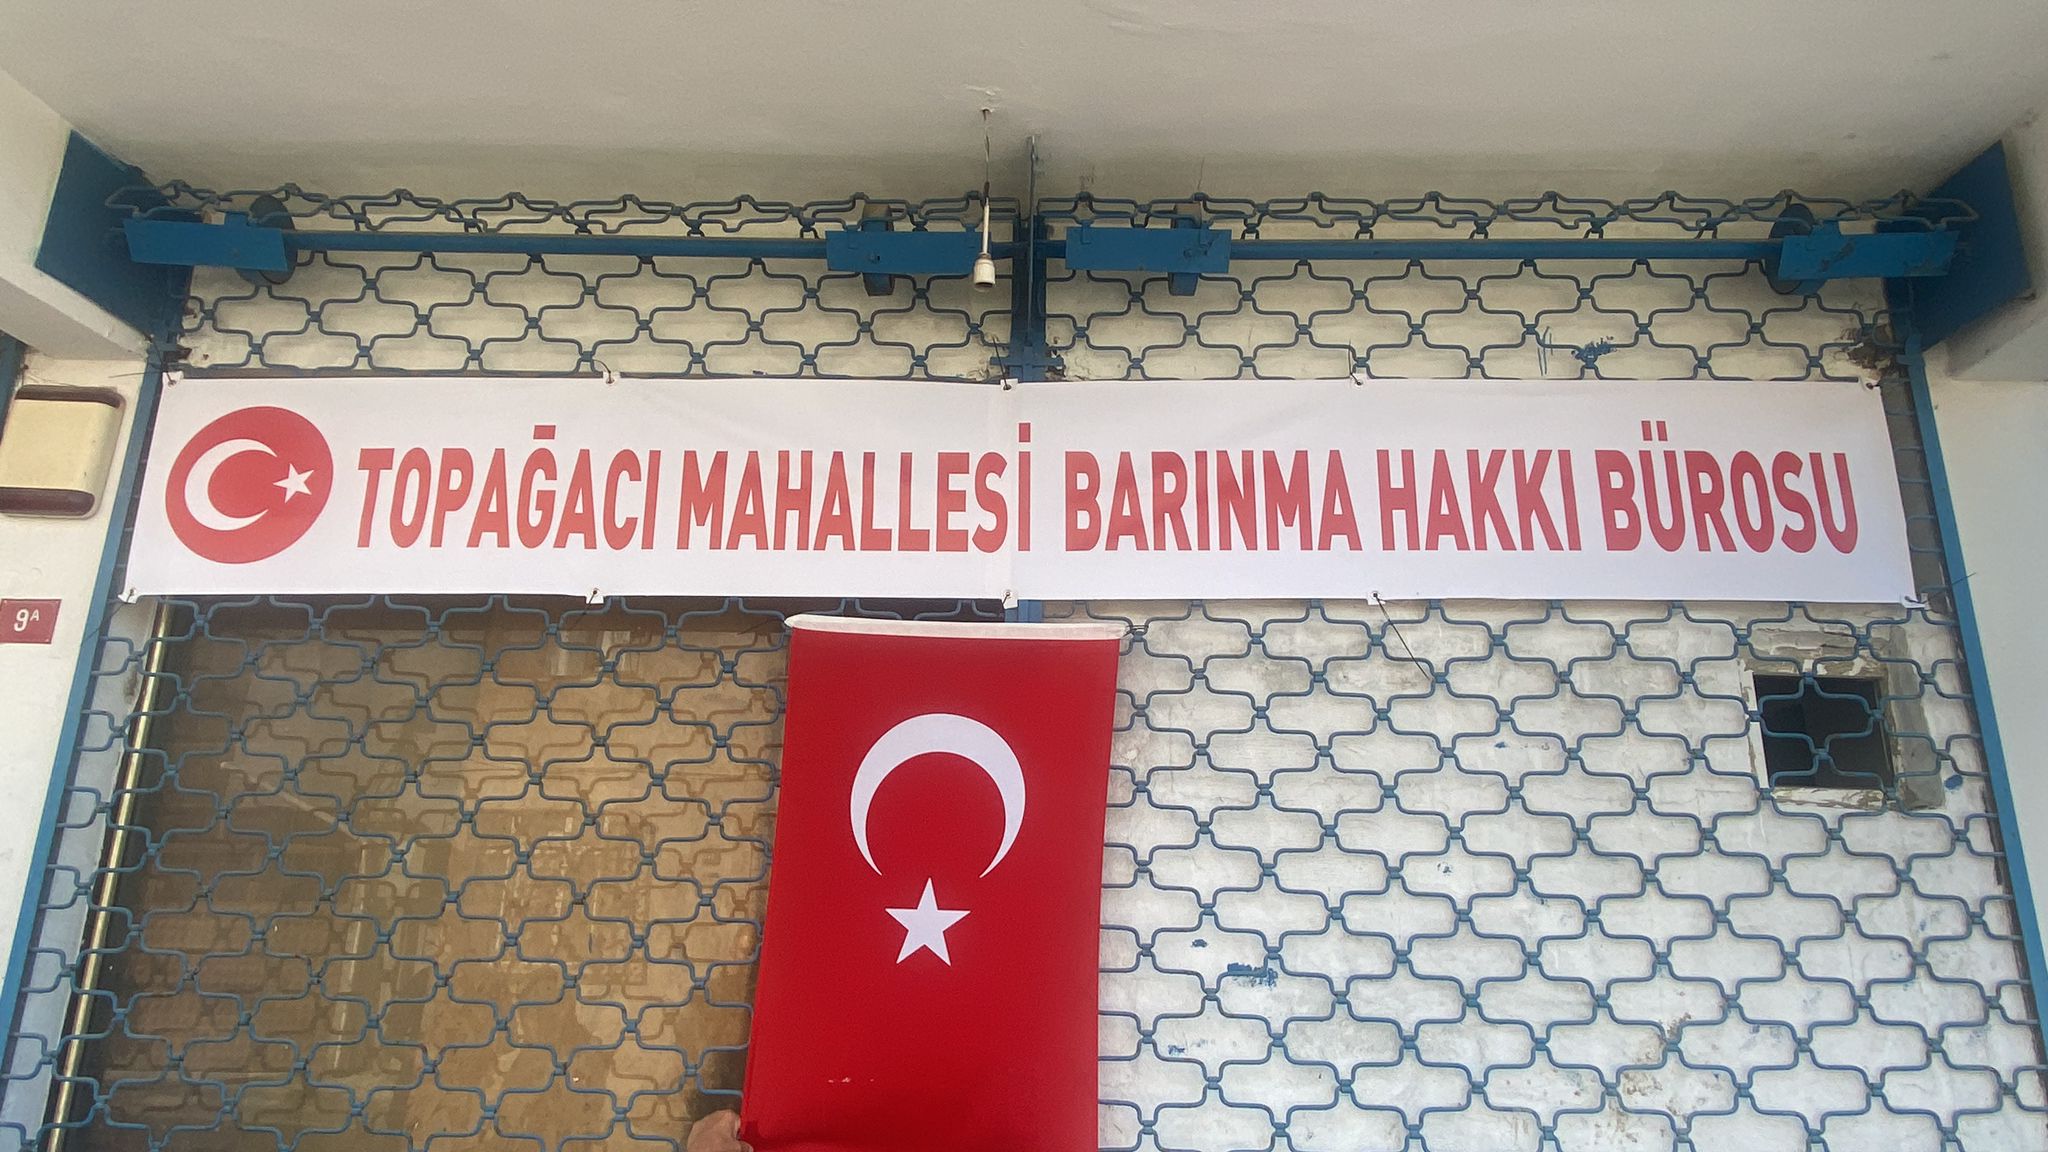 TOPAĞACI MAHALLESİ BARINMA HAKKI BÜROSU
9A